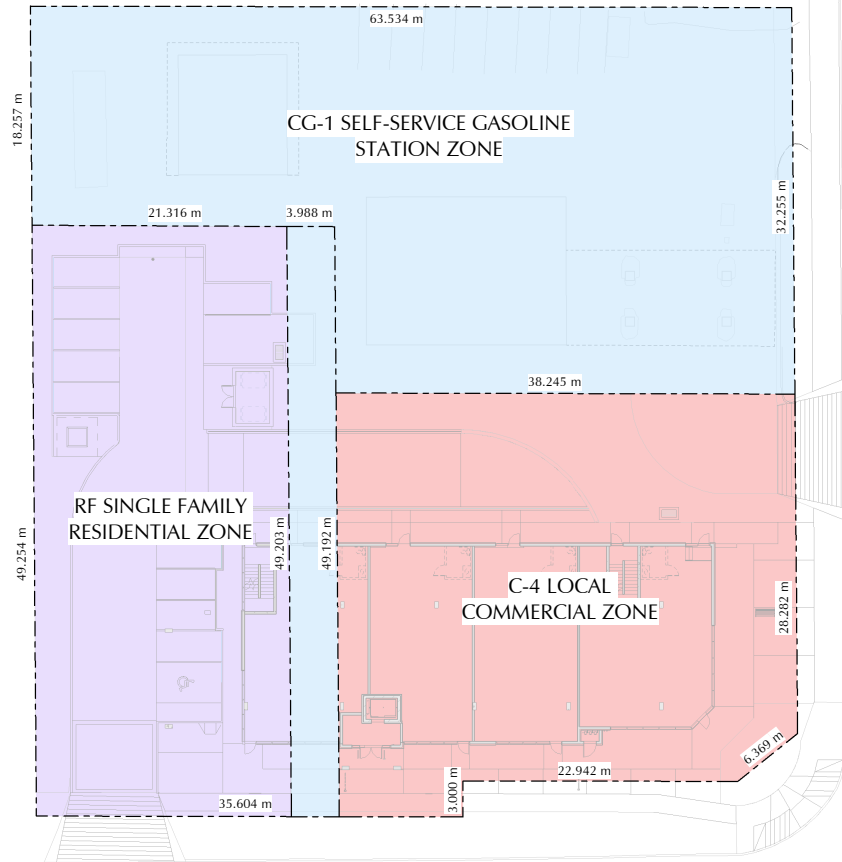 63.534 m
18.257 m
CG-1 SELF-SERVICE GASOLINE
STATION ZONE
32.255 m
21.316 m
3.988 m
38.245 m
RF SINGLE FAMILY
RESIDENTIAL ZONE
49.254 m
49.203 m
49.192 m
C-4 LOCAL
COMMERCIAL ZONE
28.282 m
6.369 m
22.942 m
3.000 m
35.604 m